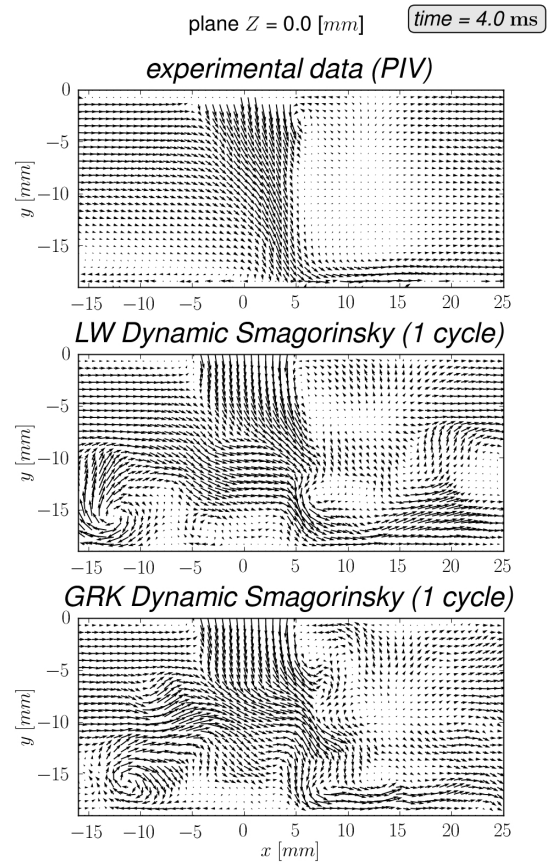 plane Z = 0.0 [mm]
time = 4.0 ms
experimental data (PIV)
0
−5
−10
−15
y [mm]
−15 −10 −5 0 5 10 15 20 25
LW Dynamic Smagorinsky (1 cycle)
0
−5
−10
−15
y [mm]
−15 −10 −5 0 5 10 15 20 25
GRK Dynamic Smagorinsky (1 cycle)
0
−5
−10
−15
y [mm]
−15 −10 −5 0 5 10 15 20 25
x [mm]